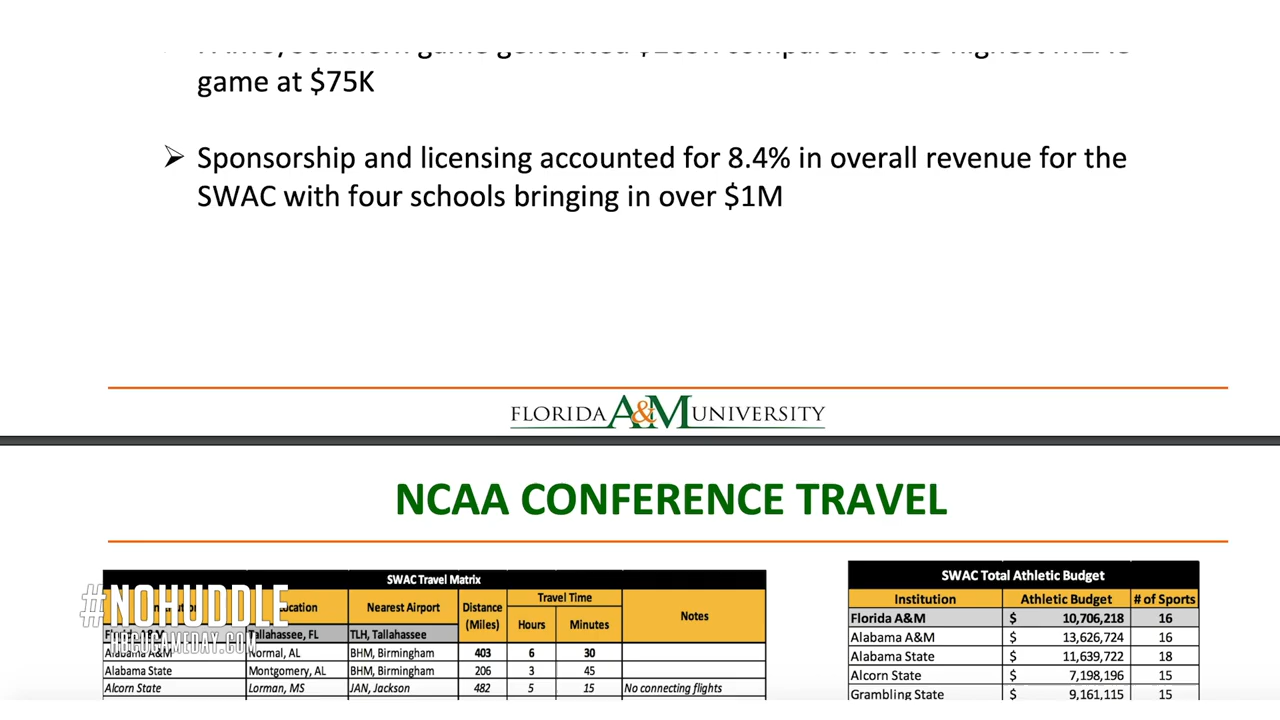 game at $75K
➢ Sponsorship and licensing accounted for 8.4% in overall revenue for the
SWAC with four schools bringing in over $1M
FLORIDA A&M UNIVERSITY
NCAA CONFERENCE TRAVEL
SWAC Travel Matrix
Location Nearest Airport Distance (Miles) Travel Time Hours Minutes Notes
Tallahassee, FL TLH, Tallahassee
Alabama A&M Normal, AL BHM, Birmingham 403 6 30
Alabama State Montgomery, AL BHM, Birmingham 206 3 45
Alcorn State Lorman, MS JAN, Jackson 482 5 15 No connecting flights
SWAC Total Athletic Budget
Institution Athletic Budget # of Sports
Florida A&M $ 10,706,218 16
Alabama A&M $ 13,626,724 16
Alabama State $ 11,639,722 18
Alcorn State $ 7,198,196 15
Grambling State $ 9,161,115 15
#NOHUDDLE
HBCUGAMEDAY.COM